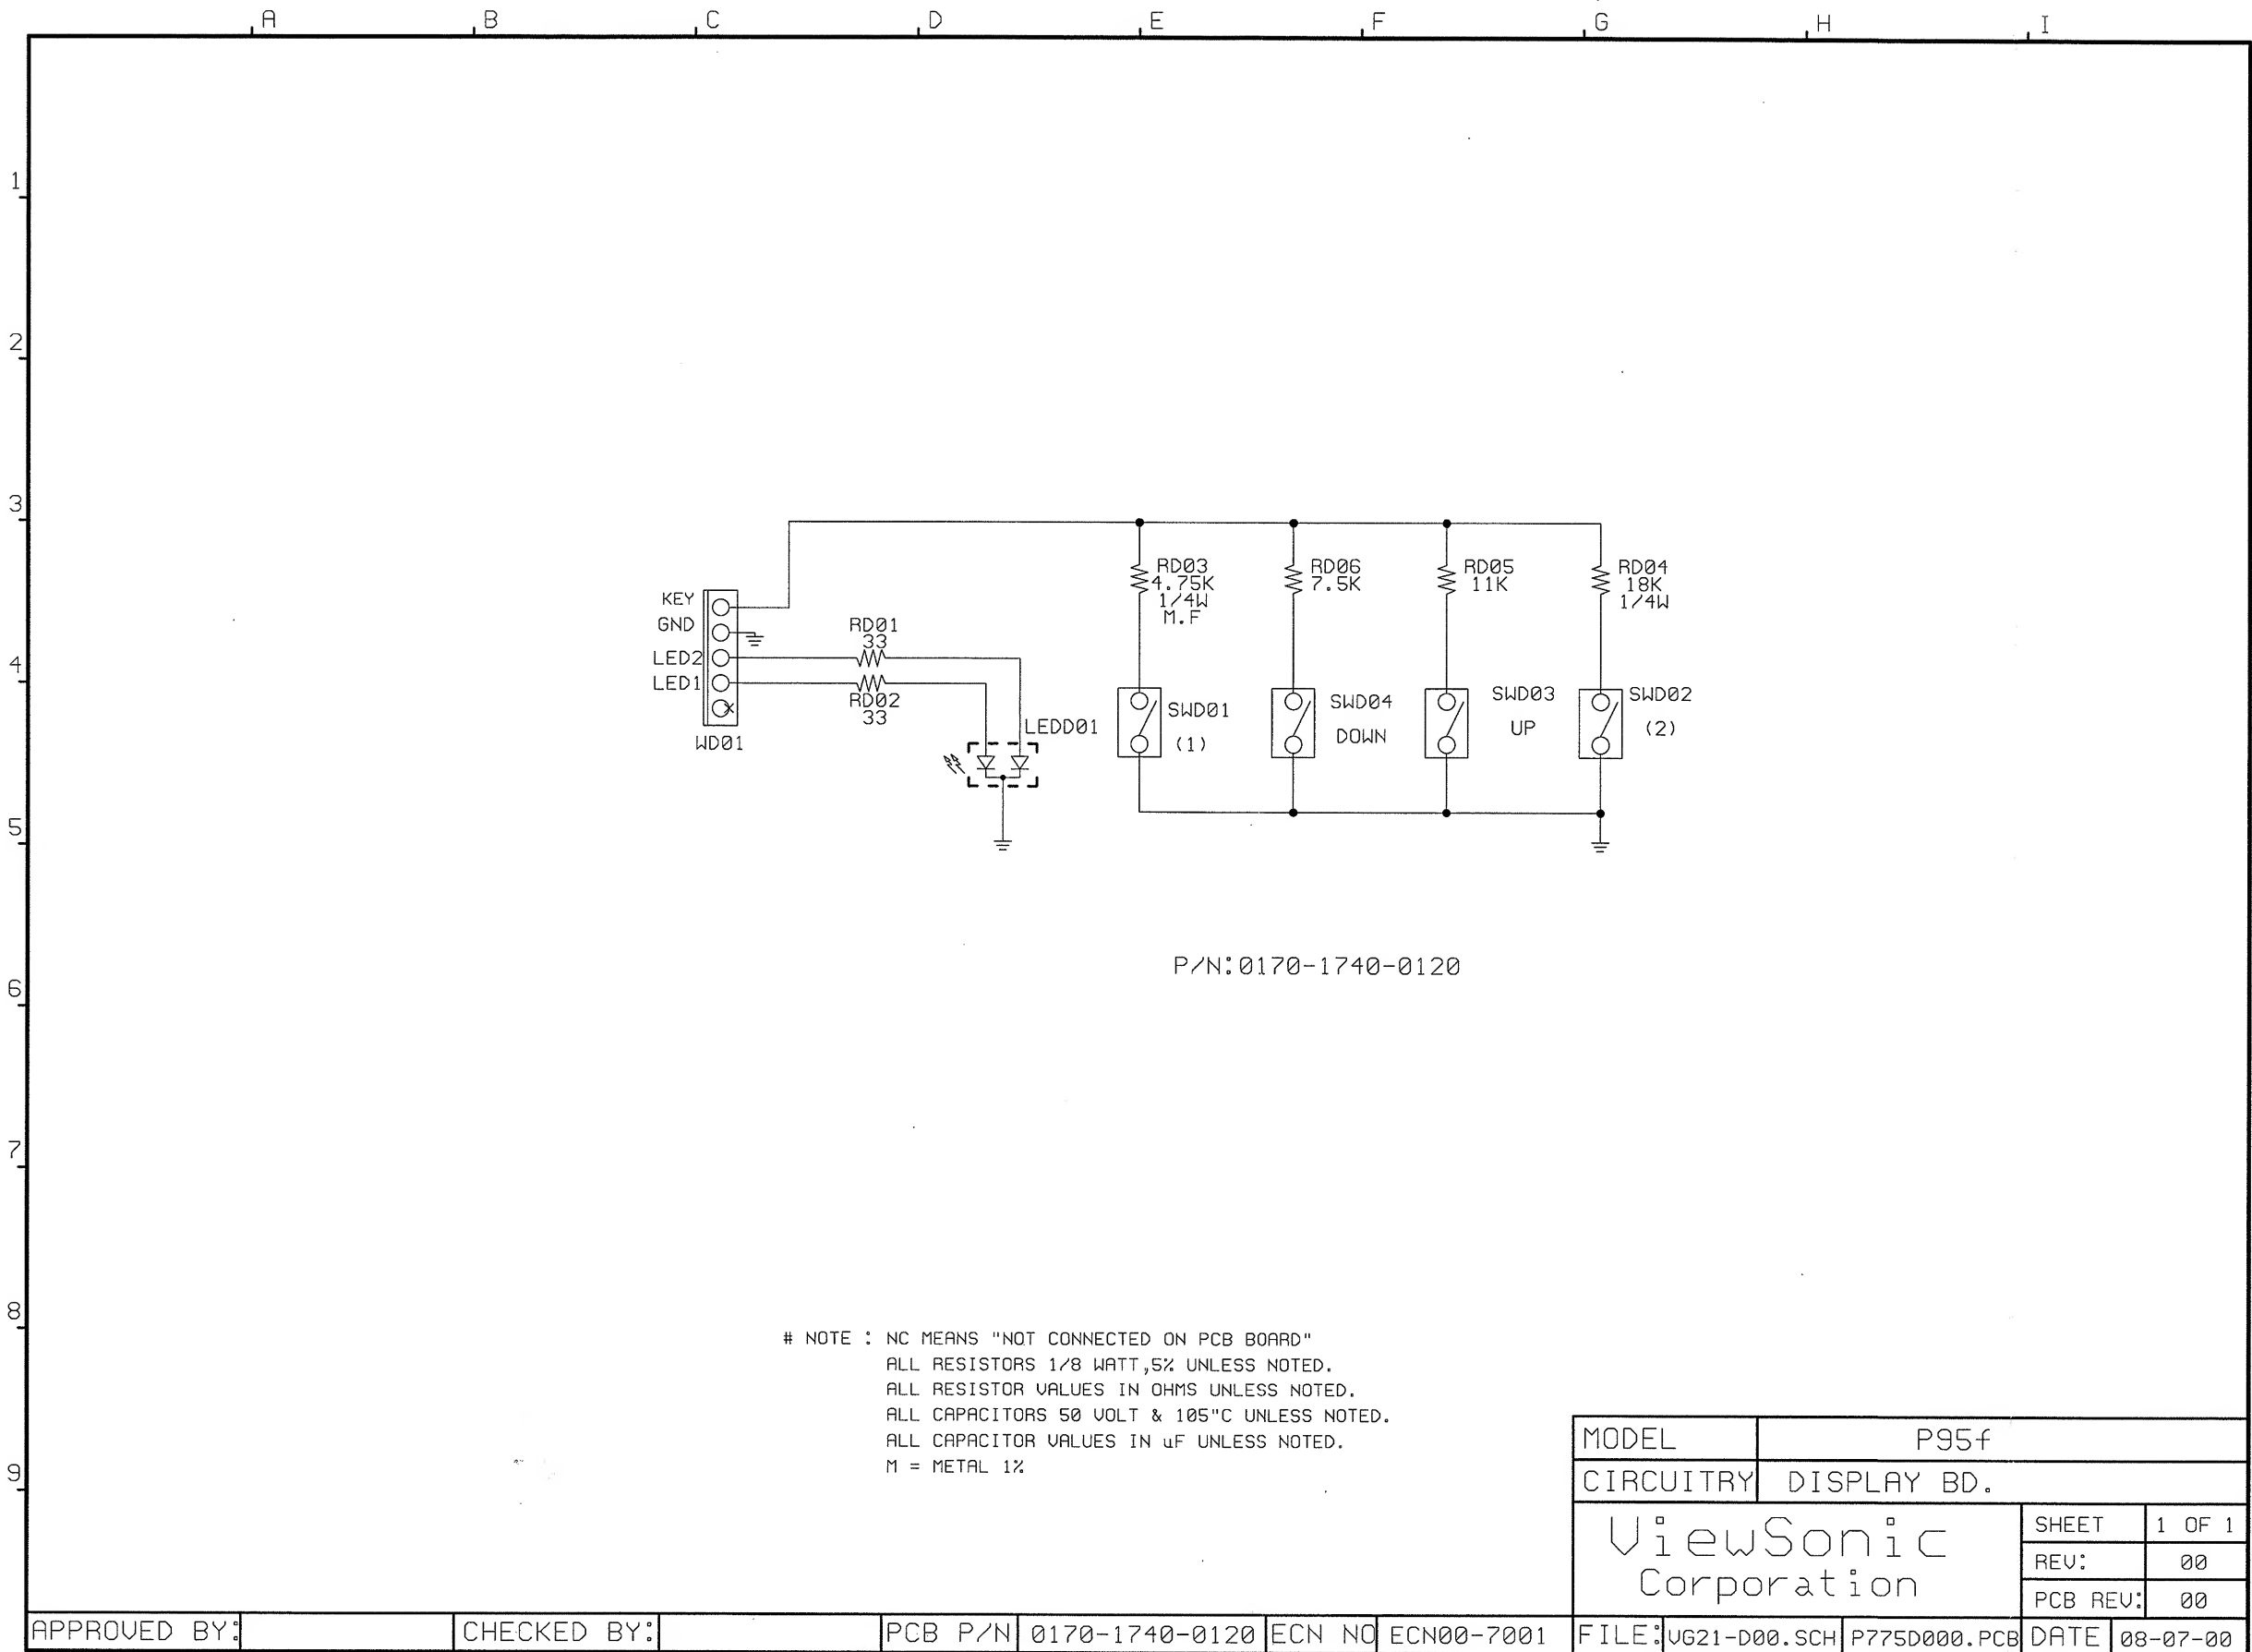 A B C D E F G H I
1
2
3
4
5
6
7
8
9
KEY
GND
LED2
LED1
WD01
RD01
33
RD02
33
LEDD01
RD03
4.75K
1/4W
M.F
RD06
7.5K
RD05
11K
RD04
18K
1/4W
SWD01
(1)
SWD04
DOWN
SWD03
UP
SWD02
(2)
P/N:0170-1740-0120
# NOTE : NC MEANS "NOT CONNECTED ON PCB BOARD"
ALL RESISTORS 1/8 WATT,5% UNLESS NOTED.
ALL RESISTOR VALUES IN OHMS UNLESS NOTED.
ALL CAPACITORS 50 VOLT & 105"C UNLESS NOTED.
ALL CAPACITOR VALUES IN uF UNLESS NOTED.
M = METAL 1%
MODEL P95f
CIRCUITRY DISPLAY BD.
ViewSonic
Corporation
SHEET 1 OF 1
REV: 00
PCB REV: 00
APPROVED BY: CHECKED BY: PCB P/N 0170-1740-0120 ECN NO ECN00-7001 FILE: VG21-D00.SCH P775D000.PCB DATE 08-07-00